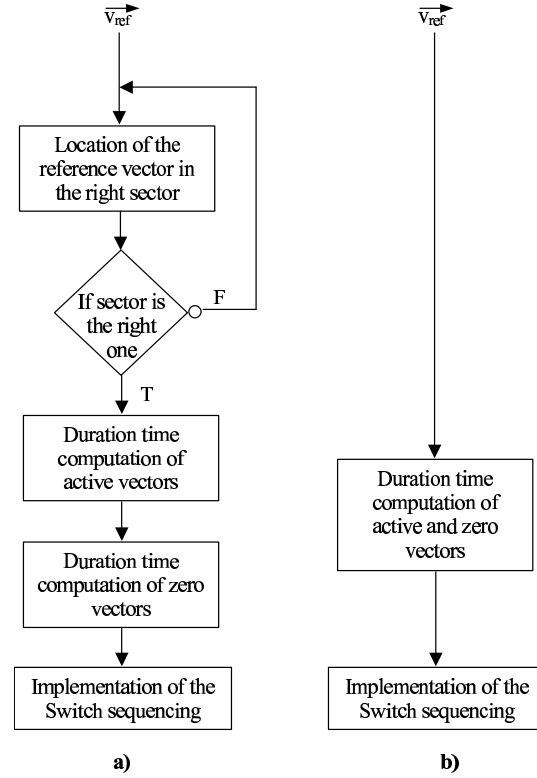 v_ref
Location of the
reference vector in
the right sector
If sector is
the right
one
F
T
Duration time
computation of
active vectors
Duration time
computation of zero
vectors
Implementation of the
Switch sequencing
a)
v_ref
Duration time
computation of
active and zero
vectors
Implementation of the
Switch sequencing
b)